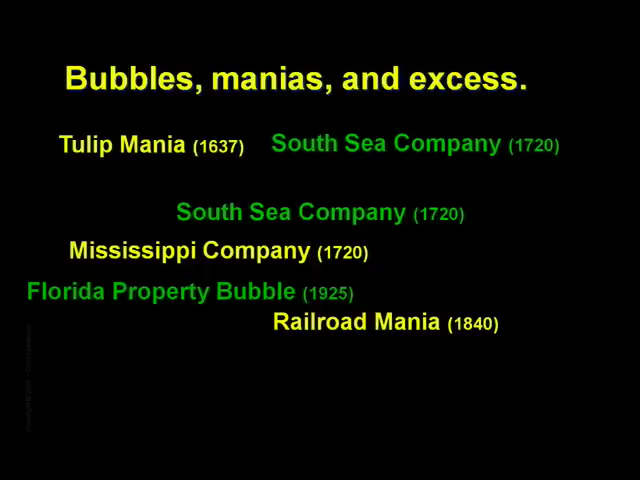 Bubbles, manias, and excess.
Tulip Mania (1637) South Sea Company (1720)
South Sea Company (1720)
Mississippi Company (1720)
Florida Property Bubble (1925)
Railroad Mania (1840)